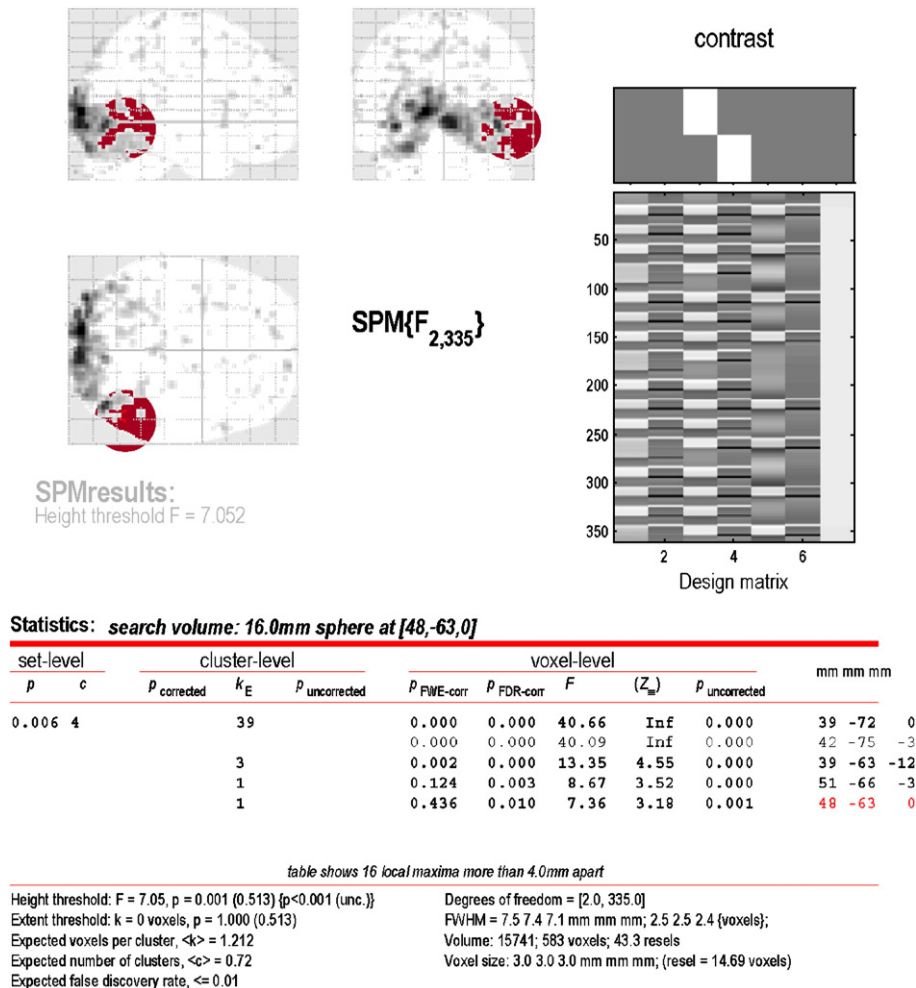 contrast
SPM{F2,335}
SPMresults:
Height threshold F = 7.052
50
100
150
200
250
300
350
2 4 6
Design matrix
Statistics: search volume: 16.0mm sphere at [48,-63,0]
set-level cluster-level voxel-level mm mm mm
p c p corrected kE p uncorrected p FWE-corr p FDR-corr F (Z≡) p uncorrected
0.006 4 39 0.000 0.000 40.66 Inf 0.000 39 -72 0
0.000 0.000 40.09 Inf 0.000 42 -75 -3
3 0.002 0.000 13.35 4.55 0.000 39 -63 -12
1 0.124 0.003 8.67 3.52 0.000 51 -66 -3
1 0.436 0.010 7.36 3.18 0.001 48 -63 0
table shows 16 local maxima more than 4.0mm apart
Height threshold: F = 7.05, p = 0.001 (0.513) {p<0.001 (unc.)}
Extent threshold: k = 0 voxels, p = 1.000 (0.513)
Expected voxels per cluster, <k> = 1.212
Expected number of clusters, <c> = 0.72
Expected false discovery rate, <= 0.01
Degrees of freedom = [2.0, 335.0]
FWHM = 7.5 7.4 7.1 mm mm mm; 2.5 2.5 2.4 {voxels};
Volume: 15741; 583 voxels; 43.3 resels
Voxel size: 3.0 3.0 3.0 mm mm mm; (resel = 14.69 voxels)